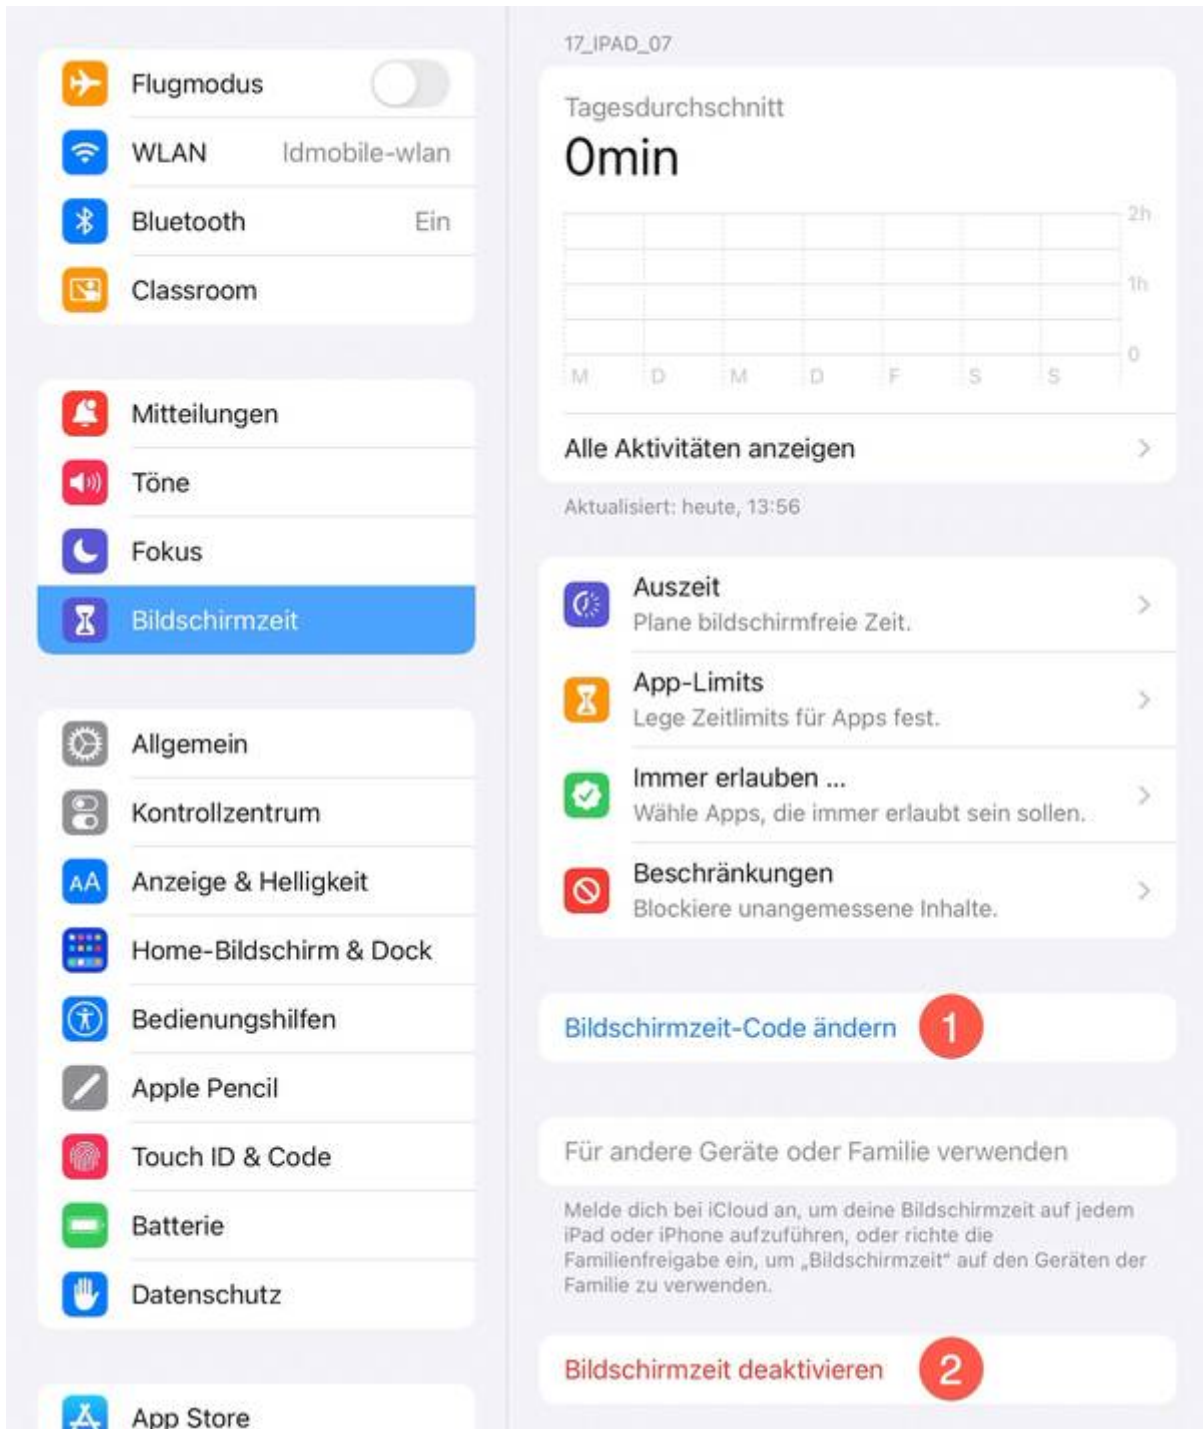 Flugmodus
WLAN ldmobile-wlan
Bluetooth Ein
Classroom
Mitteilungen
Töne
Fokus
Bildschirmzeit
Allgemein
Kontrollzentrum
AA Anzeige & Helligkeit
Home-Bildschirm & Dock
Bedienungshilfen
Apple Pencil
Touch ID & Code
Batterie
Datenschutz
App Store
17_IPAD_07
Tagesdurchschnitt
0min
2h
1h
0
M D M D F S S
Alle Aktivitäten anzeigen
Aktualisiert: heute, 13:56
Auszeit
Plane bildschirmfreie Zeit.
App-Limits
Lege Zeitlimits für Apps fest.
Immer erlauben ...
Wähle Apps, die immer erlaubt sein sollen.
Beschränkungen
Blockiere unangemessene Inhalte.
Bildschirmzeit-Code ändern 1
Für andere Geräte oder Familie verwenden
Melde dich bei iCloud an, um deine Bildschirmzeit auf jedem
iPad oder iPhone aufzuführen, oder richte die
Familienfreigabe ein, um „Bildschirmzeit“ auf den Geräten der
Familie zu verwenden.
Bildschirmzeit deaktivieren 2